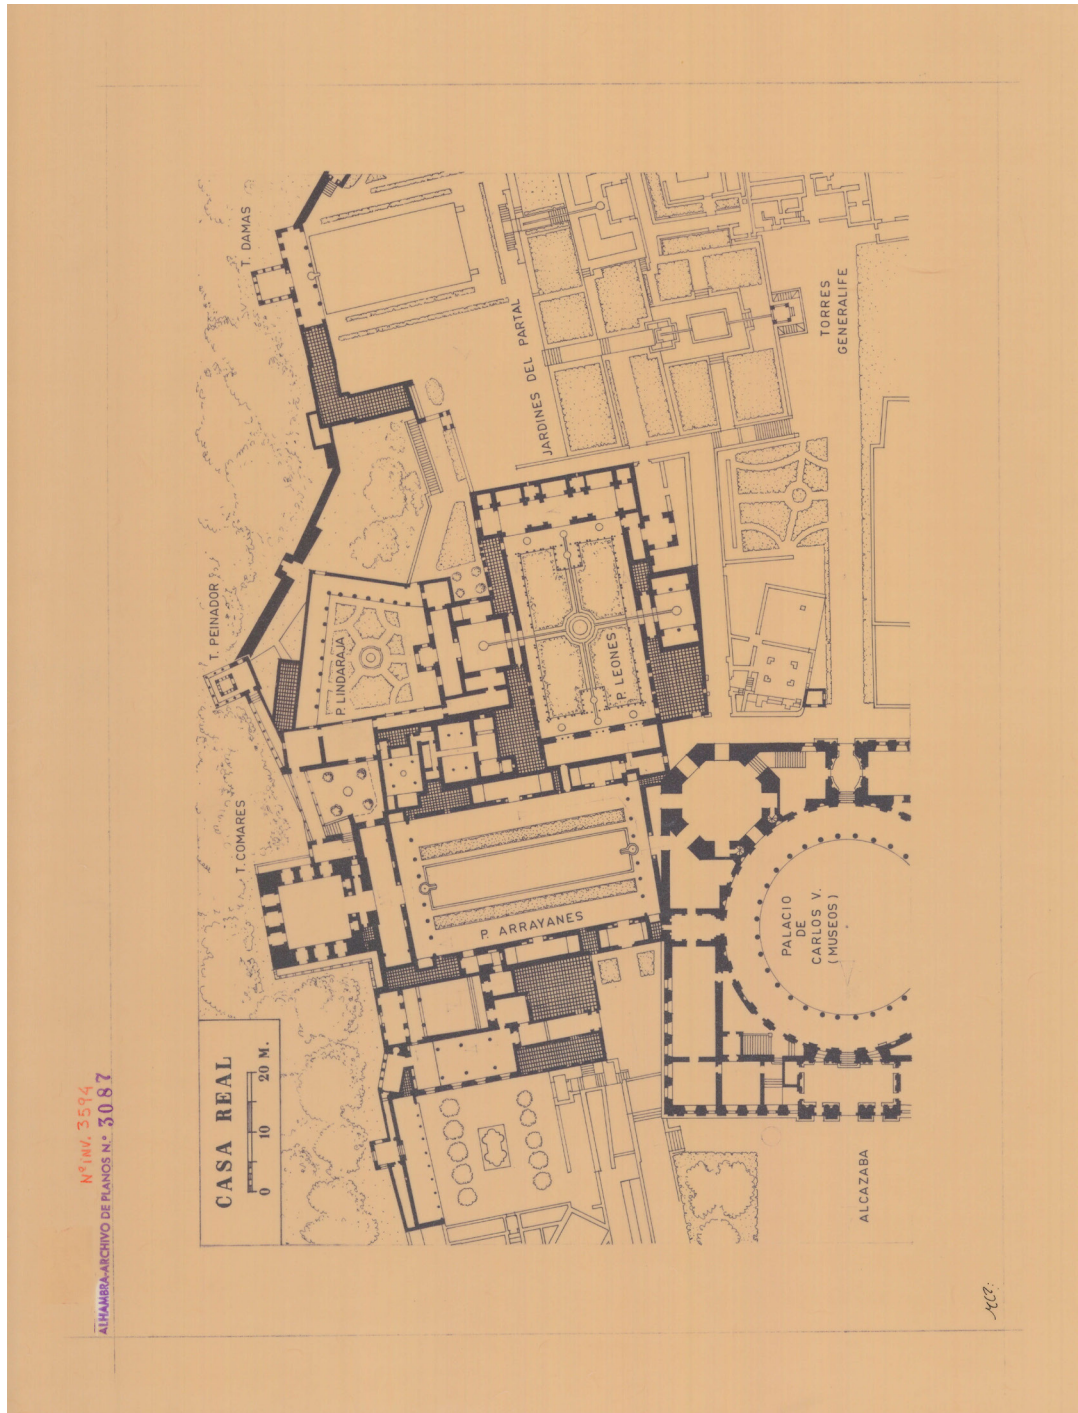 Nº INV. 3594
ALHAMBRA-ARCHIVO DE PLANOS N.º 3087
CASA REAL
0 10 20 M.
T. COMARES
T. PEINADOR
T. DAMAS
P. LINDARAJA
P. ARRAYANES
P. LEONES
JARDINES DEL PARTAL
PALACIO
DE
CARLOS V.
(MUSEOS)
TORRES
GENERALIFE
ALCAZABA